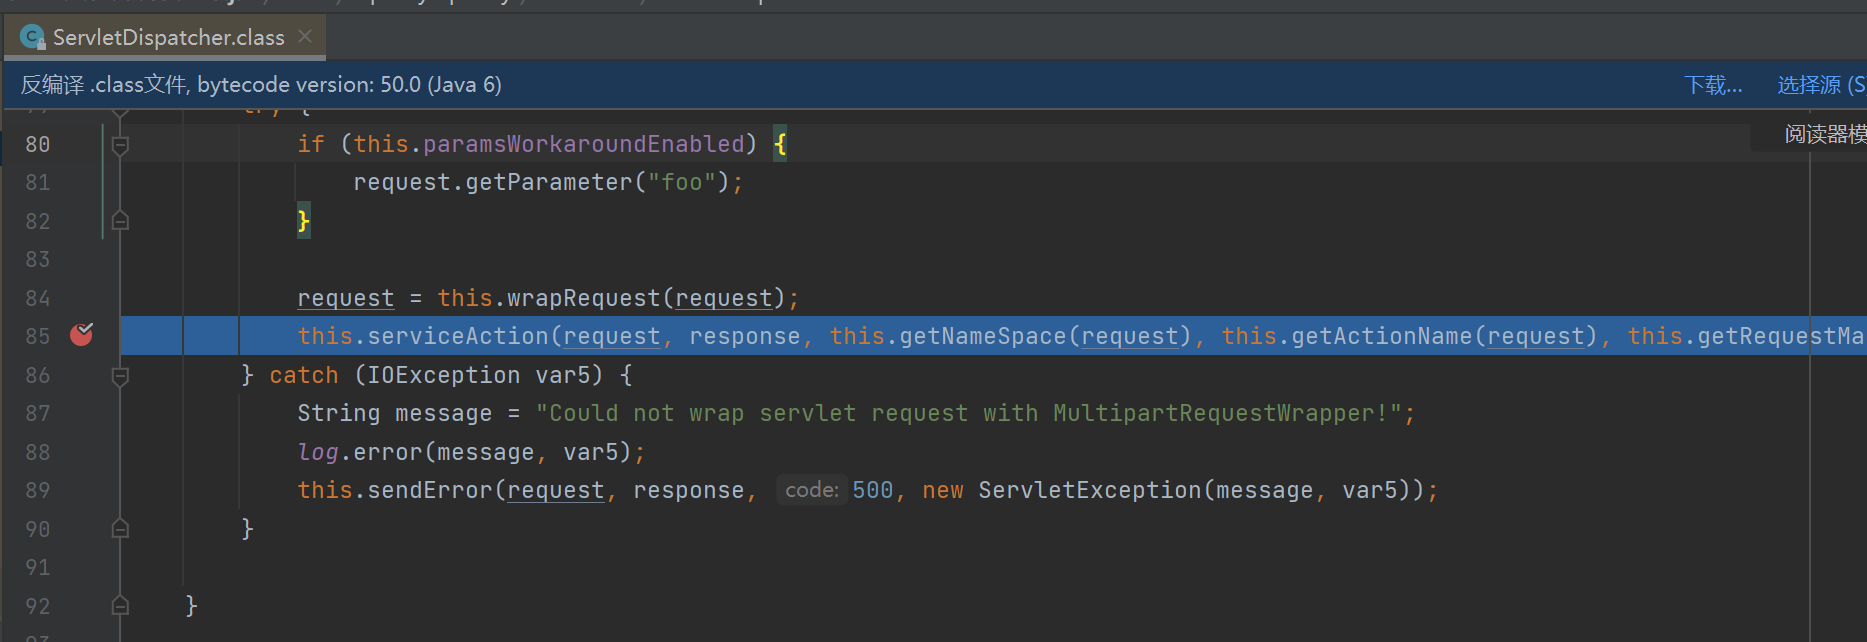 ServletDispatcher.class
反编译 .class文件, bytecode version: 50.0 (Java 6) 下载... 选择源 (S
try {
80 if (this.paramsWorkaroundEnabled) { 阅读器模
81 request.getParameter("foo");
82 }
83
84 request = this.wrapRequest(request);
85 this.serviceAction(request, response, this.getNameSpace(request), this.getActionName(request), this.getRequestMa
86 } catch (IOException var5) {
87 String message = "Could not wrap servlet request with MultipartRequestWrapper!";
88 log.error(message, var5);
89 this.sendError(request, response, code: 500, new ServletException(message, var5));
90 }
91
92 }